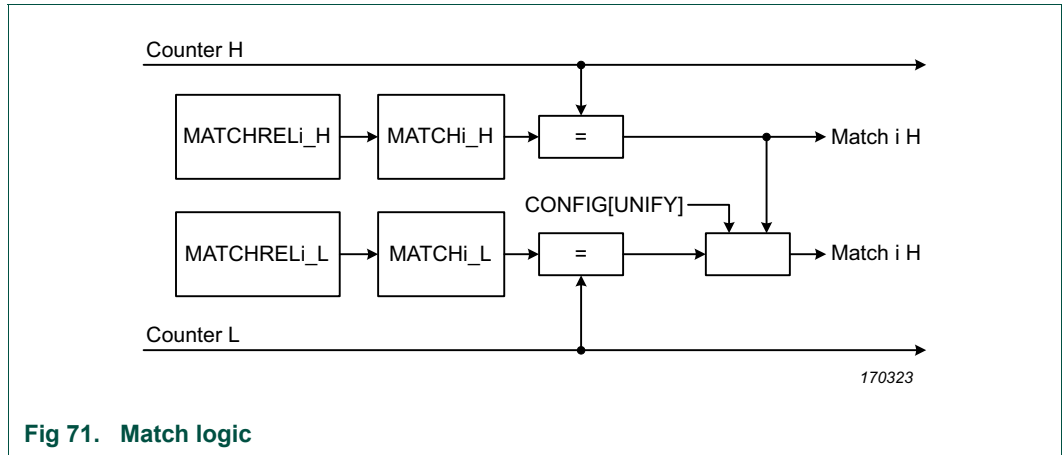 Counter H
MATCHRELi_H
MATCHi_H
=
Match i H
CONFIG[UNIFY]
MATCHRELi_L
MATCHi_L
=
Match i H
Counter L
170323
Fig 71. Match logic